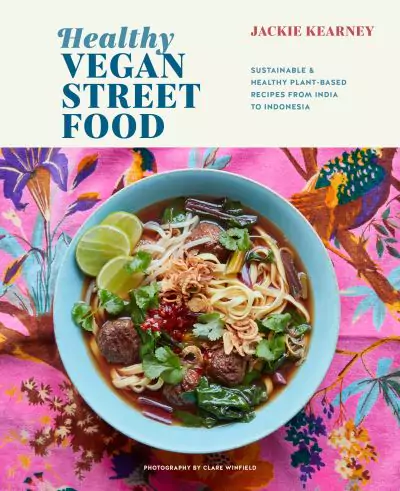 Healthy
VEGAN
STREET
FOOD
JACKIE KEARNEY
SUSTAINABLE &
HEALTHY PLANT-BASED
RECIPES FROM INDIA
TO INDONESIA
PHOTOGRAPHY BY CLARE WINFIELD